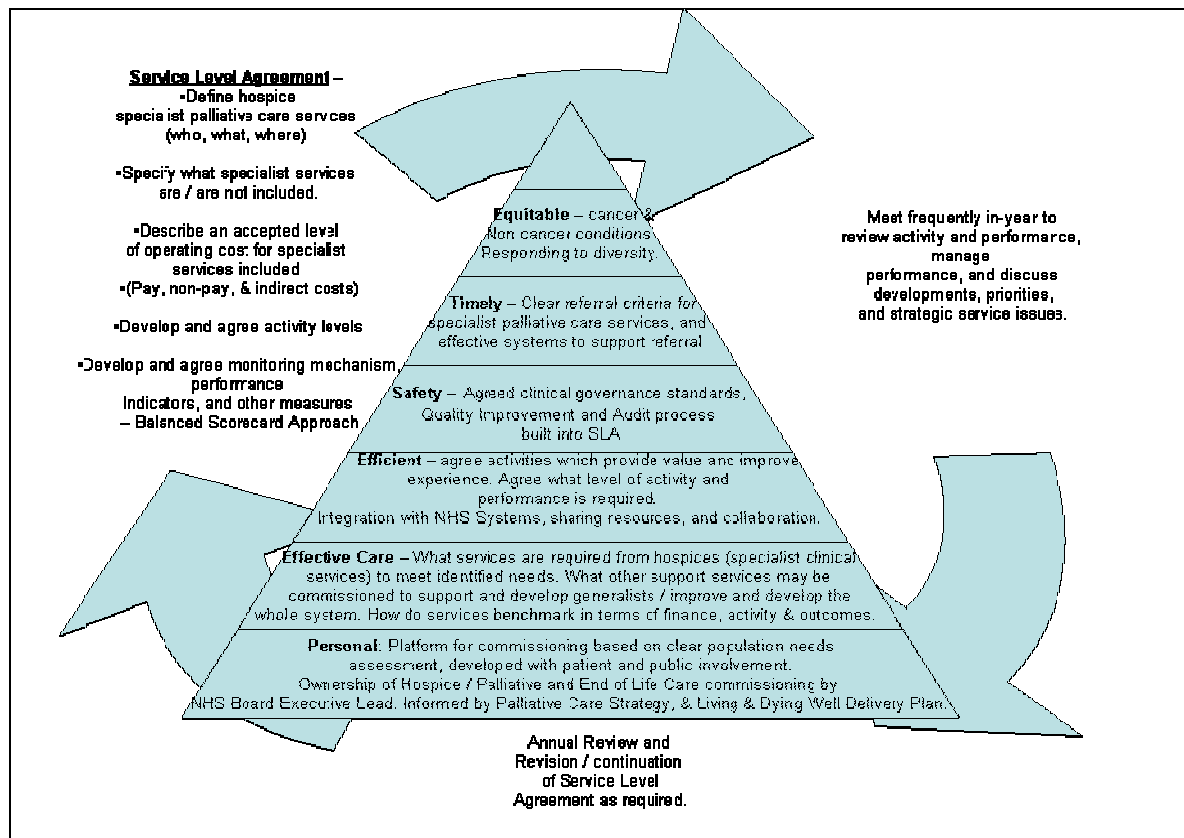 Service Level Agreement –
▪Define hospice
specialist palliative care services
(who, what, where)
▪Specify what specialist services
are / are not included.
▪Describe an accepted level
of operating cost for specialist
services included
▪(Pay, non-pay, & indirect costs)
▪Develop and agree activity levels
▪Develop and agree monitoring mechanism,
performance
Indicators, and other measures
– Balanced Scorecard Approach
Equitable – cancer &
Non cancer conditions
Responding to diversity.
Timely – Clear referral criteria for
specialist palliative care services, and
effective systems to support referral
Safety – Agreed clinical governance standards,
Quality Improvement and Audit process
built into SLA
Efficient – agree activities which provide value and improve
experience. Agree what level of activity and
performance is required.
Integration with NHS Systems, sharing resources, and collaboration.
Effective Care – What services are required from hospices (specialist clinical
services) to meet identified needs. What other support services may be
commissioned to support and develop generalists / improve and develop the
whole system. How do services benchmark in terms of finance, activity & outcomes.
Personal: Platform for commissioning based on clear population needs
assessment, developed with patient and public involvement.
Ownership of Hospice / Palliative and End of Life Care commissioning by
NHS Board Executive Lead. Informed by Palliative Care Strategy, & Living & Dying Well Delivery Plan.
Meet frequently in-year to
review activity and performance,
manage
performance, and discuss
developments, priorities,
and strategic service issues.
Annual Review and
Revision / continuation
of Service Level
Agreement as required.